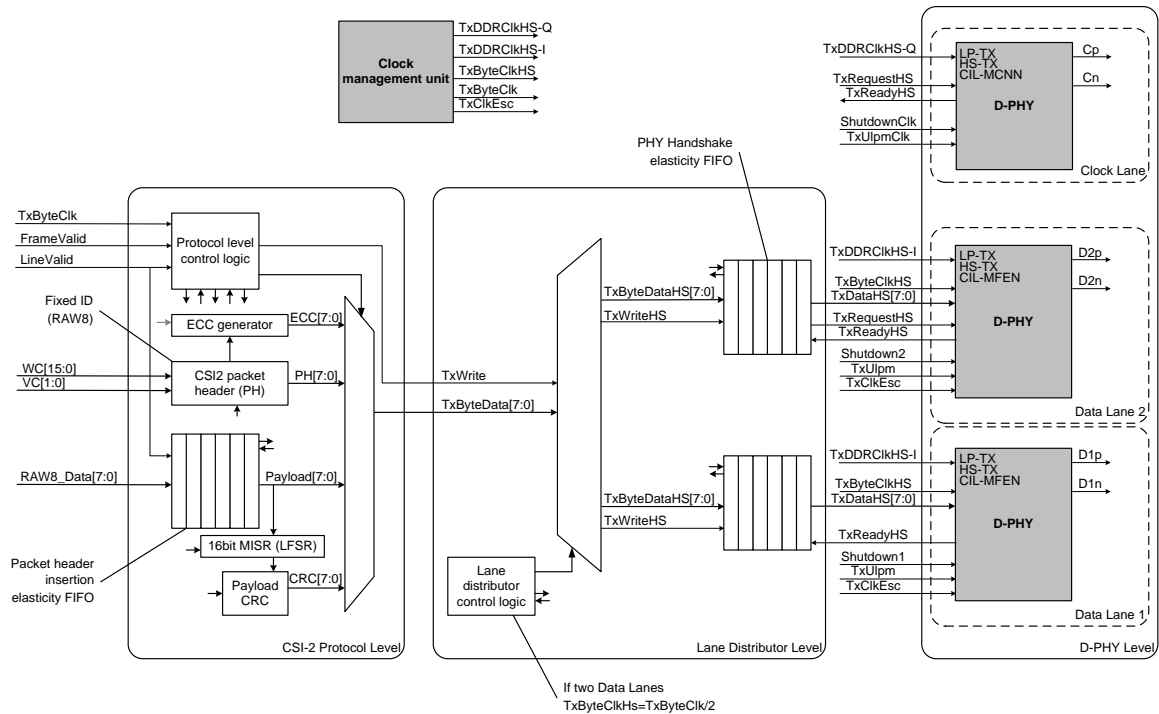 Clock
management unit
TxDDRClkHS-Q
TxDDRClkHS-I
TxByteClkHS
TxByteClk
TxClkEsc
TxDDRClkHS-Q
TxRequestHS
TxReadyHS
ShutdownClk
TxUlpmClk
LP-TX
HS-TX
CIL-MCNN
D-PHY
Cp
Cn
Clock Lane
PHY Handshake
elasticity FIFO
TxByteClk
FrameValid
LineValid
Protocol level
control logic
Fixed ID
(RAW8)
ECC generator
ECC[7:0]
WC[15:0]
VC[1:0]
CSI2 packet
header (PH)
PH[7:0]
RAW8_Data[7:0]
Payload[7:0]
16bit MISR (LFSR)
Payload
CRC
CRC[7:0]
Packet header
insertion
elasticity FIFO
CSI-2 Protocol Level
TxWrite
TxByteData[7:0]
TxByteDataHS[7:0]
TxWriteHS
TxByteDataHS[7:0]
TxWriteHS
Lane
distributor
control logic
Lane Distributor Level
If two Data Lanes
TxByteClkHs=TxByteClk/2
TxDDRClkHS-I
TxByteClkHS
TxDataHS[7:0]
TxRequestHS
TxReadyHS
Shutdown2
TxUlpm
TxClkEsc
LP-TX
HS-TX
CIL-MFEN
D-PHY
D2p
D2n
Data Lane 2
TxDDRClkHS-I
TxByteClkHS
TxDataHS[7:0]
TxReadyHS
Shutdown1
TxUlpm
TxClkEsc
LP-TX
HS-TX
CIL-MFEN
D-PHY
D1p
D1n
Data Lane 1
D-PHY Level